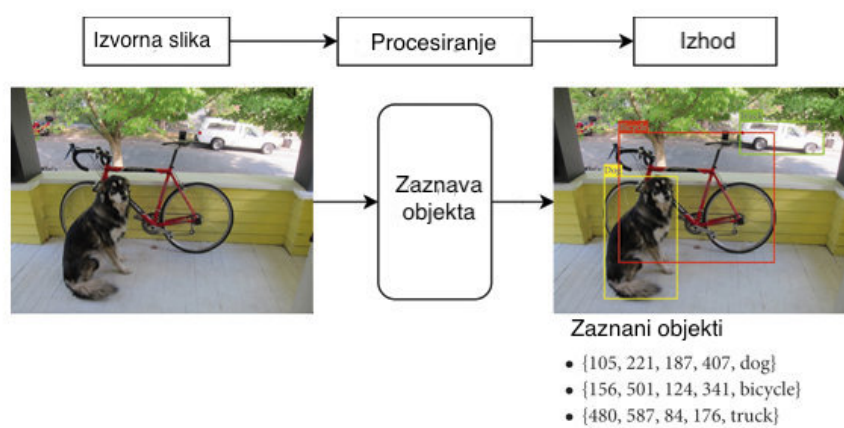 Izvorna slika
Procesiranje
Izhod
Zaznava
objekta
Dog
Zaznani objekti
• {105, 221, 187, 407, dog}
• {156, 501, 124, 341, bicycle}
• {480, 587, 84, 176, truck}